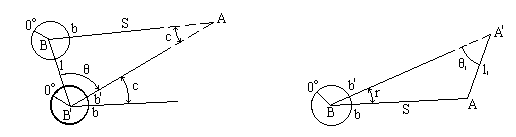 0° b S A
B c
l θ
0° b' c
B' b
A'
θ₁ l₁
0° b' r
B b S A